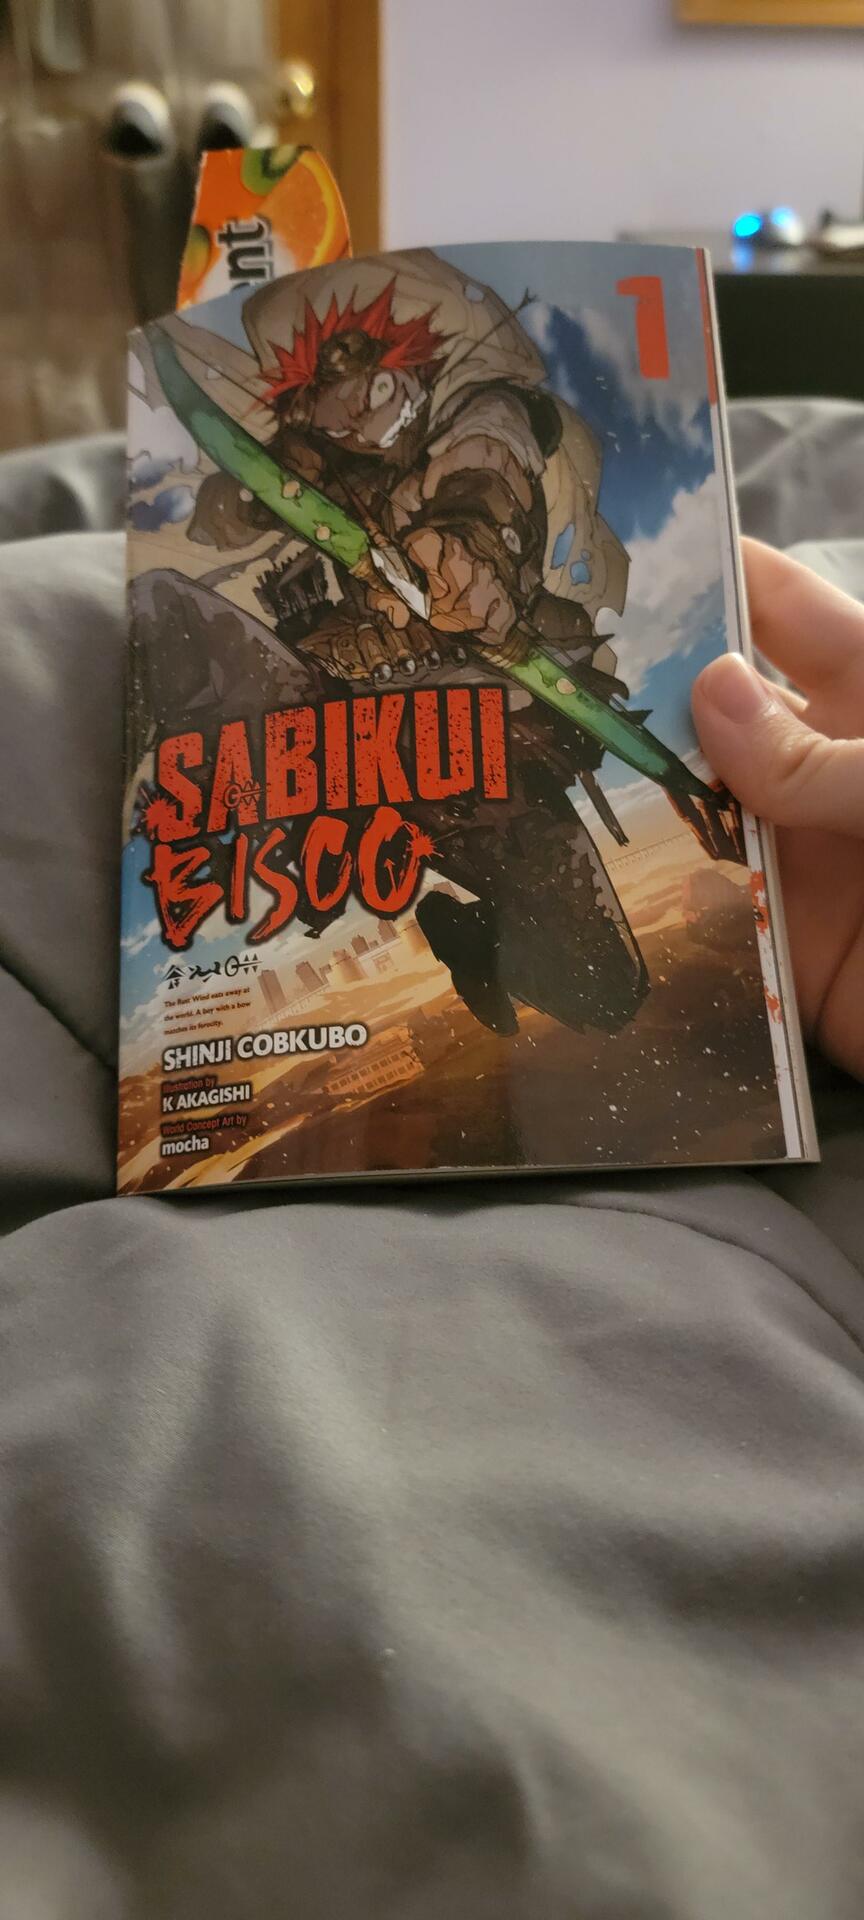 ent
1
SABIKUI
BISCO
The Rust Wind eats away at
the world. A boy with a bow
matches its ferocity.
SHINJI COBKUBO
Illustration by
K AKAGISHI
World Concept Art by
mocha